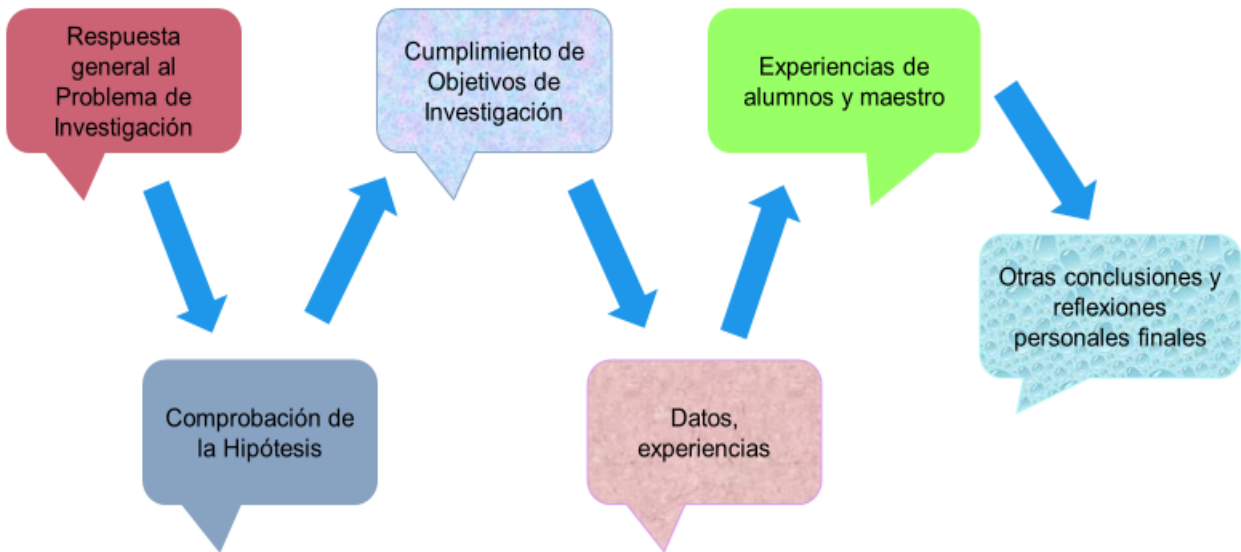 Respuesta
general al
Problema de
Investigación
Comprobación de
la Hipótesis
Cumplimiento de
Objetivos de
Investigación
Datos,
experiencias
Experiencias de
alumnos y maestro
Otras conclusiones y
reflexiones
personales finales